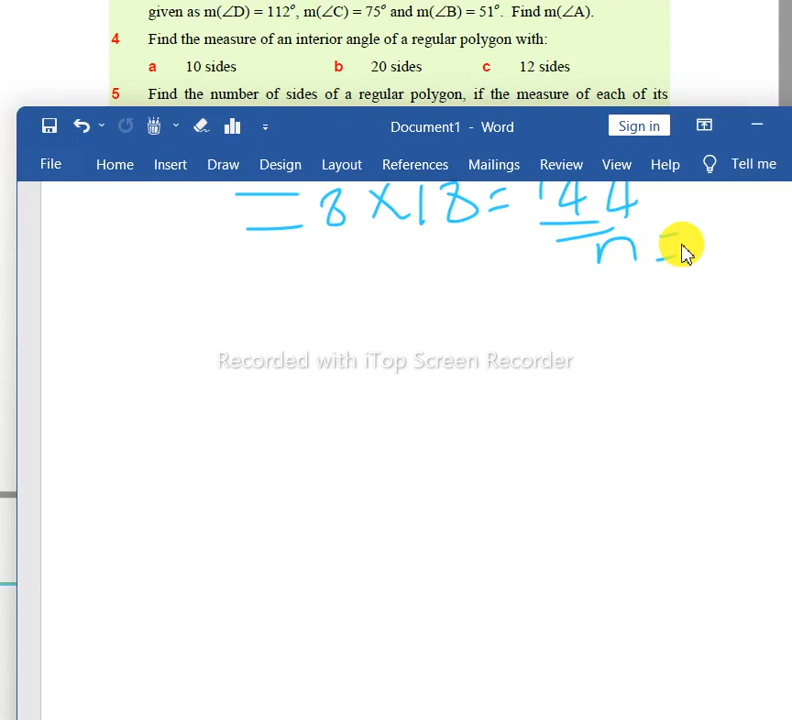 given as m(∠D) = 112º, m(∠C) = 75º and m(∠B) = 51º. Find m(∠A).
4 Find the measure of an interior angle of a regular polygon with:
a 10 sides b 20 sides c 12 sides
5 Find the number of sides of a regular polygon, if the measure of each of its
Document1 - Word Sign in
File Home Insert Draw Design Layout References Mailings Review View Help Tell me
= 8 × 18 = 144
n =
Recorded with iTop Screen Recorder